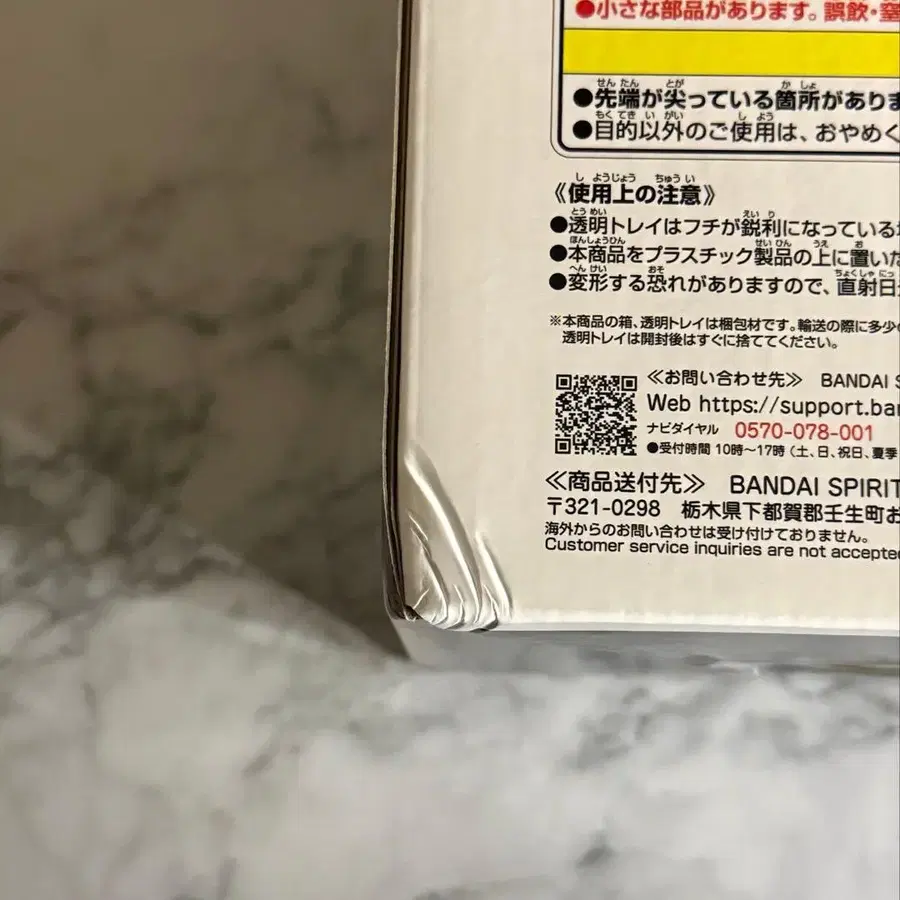 ●小さな部品があります。誤飲・窒
●先端が尖っている箇所がありま
●目的以外のご使用は、おやめく
《使用上の注意》
●透明トレイはフチが鋭利になっている
●本商品をプラスチック製品の上に置いた
●変形する恐れがありますので、直射日
※本商品の箱、透明トレイは梱包材です。輸送の際に多少の
透明トレイは開封後はすぐに捨ててください。
≪お問い合わせ先≫ BANDAI S
Web https://support.ban
ナビダイヤル 0570-078-001
●受付時間 10時～17時（土、日、祝日、夏季
≪商品送付先≫ BANDAI SPIRIT
〒321-0298 栃木県下都賀郡壬生町お
海外からのお問い合わせは受け付けておりません。
Customer service inquiries are not accepted